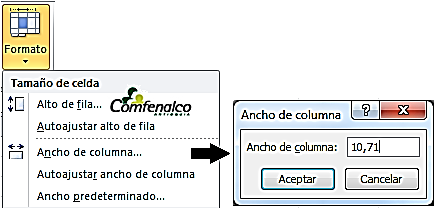 Formato
Tamaño de celda
Alto de fila...
Comfenalco
ANTIOQUIA
Autoajustar alto de fila
Ancho de columna...
Autoajustar ancho de columna
Ancho predeterminado...
Ancho de columna
?
Ancho de columna:
10,71
Aceptar
Cancelar